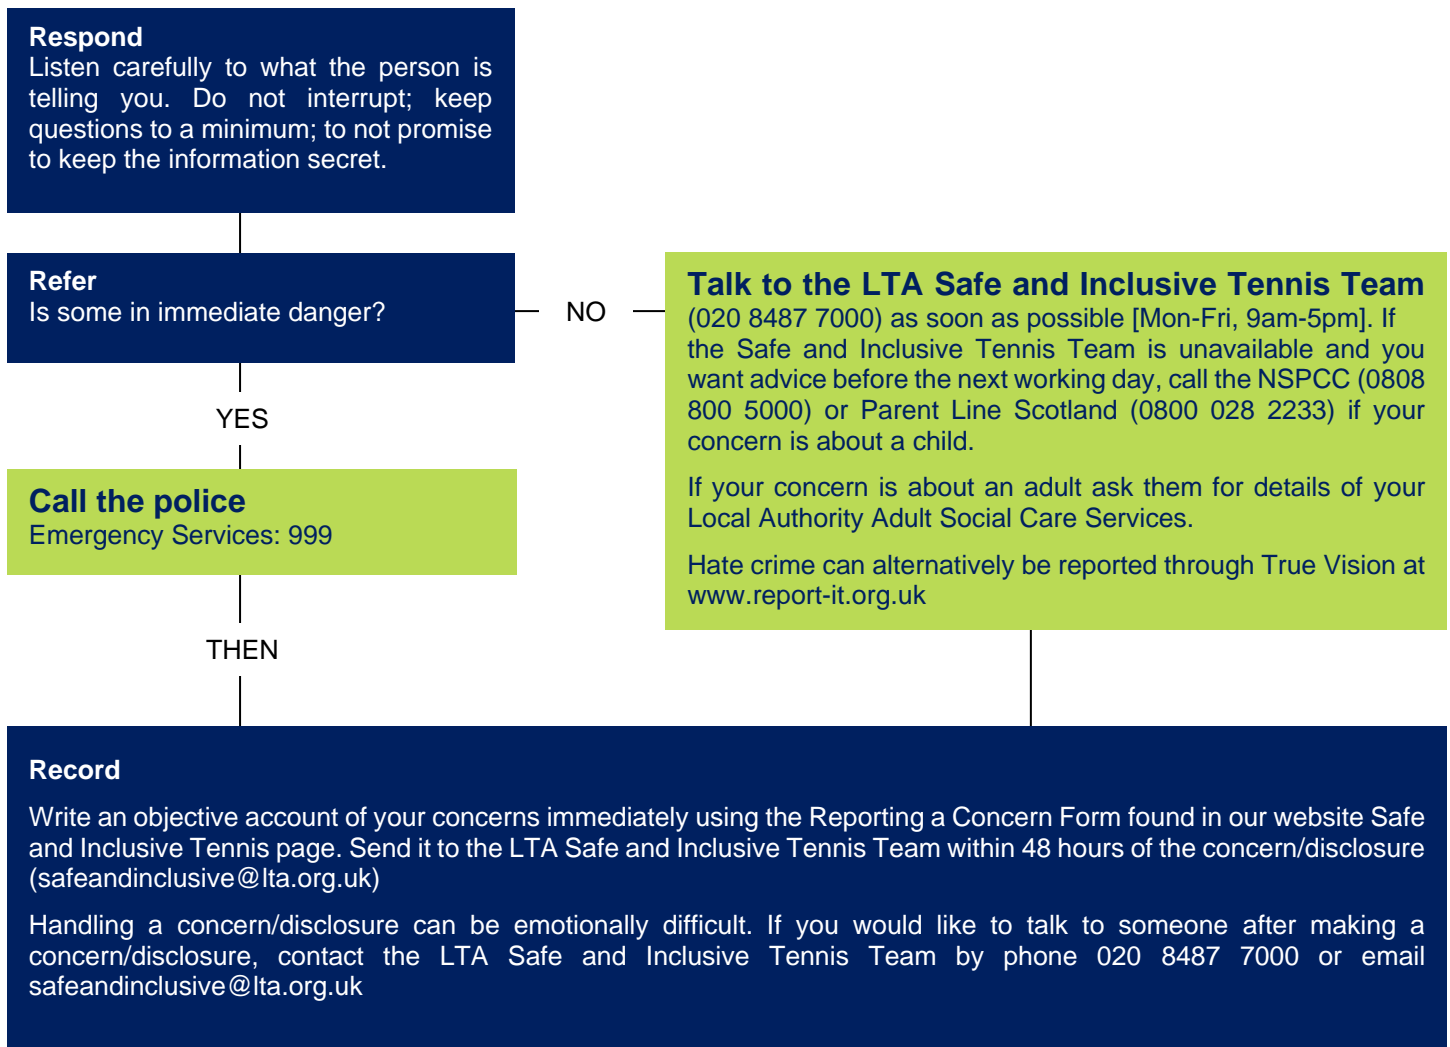 Respond
Listen carefully to what the person is
telling you. Do not interrupt; keep
questions to a minimum; to not promise
to keep the information secret.
Refer
Is some in immediate danger?
NO
Talk to the LTA Safe and Inclusive Tennis Team
(020 8487 7000) as soon as possible [Mon-Fri, 9am-5pm]. If
the Safe and Inclusive Tennis Team is unavailable and you
want advice before the next working day, call the NSPCC (0808
800 5000) or Parent Line Scotland (0800 028 2233) if your
concern is about a child.
If your concern is about an adult ask them for details of your
Local Authority Adult Social Care Services.
Hate crime can alternatively be reported through True Vision at
www.report-it.org.uk
YES
Call the police
Emergency Services: 999
THEN
Record
Write an objective account of your concerns immediately using the Reporting a Concern Form found in our website Safe
and Inclusive Tennis page. Send it to the LTA Safe and Inclusive Tennis Team within 48 hours of the concern/disclosure
(safeandinclusive@lta.org.uk)
Handling a concern/disclosure can be emotionally difficult. If you would like to talk to someone after making a
concern/disclosure, contact the LTA Safe and Inclusive Tennis Team by phone 020 8487 7000 or email
safeandinclusive@lta.org.uk